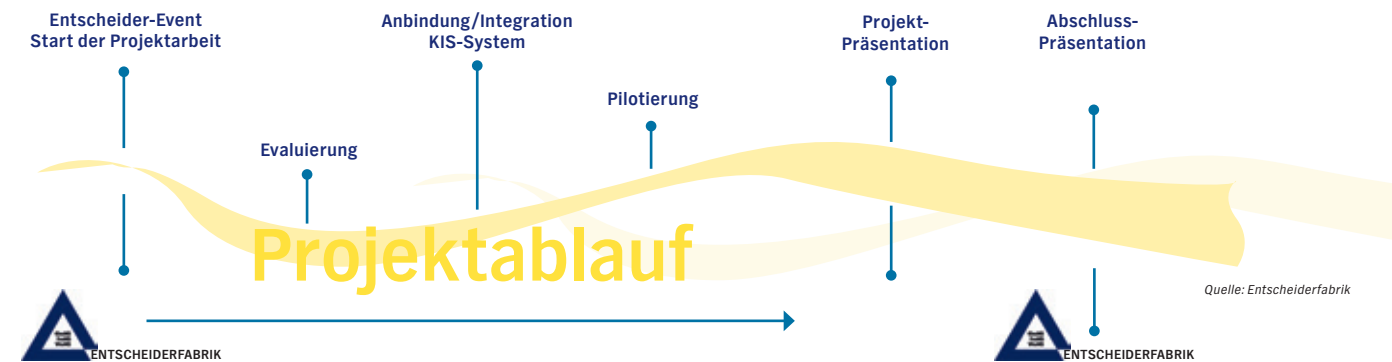 Entscheider-Event
Start der Projektarbeit
Evaluierung
Anbindung/Integration
KIS-System
Pilotierung
Projekt-
Präsentation
Abschluss-
Präsentation
Projektablauf
Quelle: Entscheiderfabrik
ENTSCHEIDERFABRIK
ENTSCHEIDERFABRIK